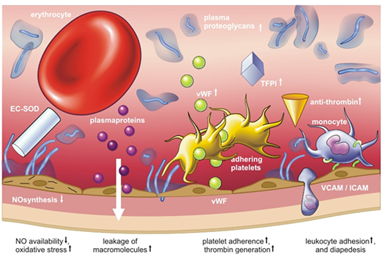 erythrocyte
plasma
proteoglycans ↑
TFPI ↑
vWF ↑
EC-SOD
anti-thrombin↑
plasmaproteins
monocyte
adhering
platelets
VCAM / ICAM
NOsynthesis ↓
vWF
NO availability↓,
oxidative stress ↑
leakage of
macromolecules↑
platelet adherence↑,
thrombin generation↑
leukocyte adhesion↑,
and diapedesis